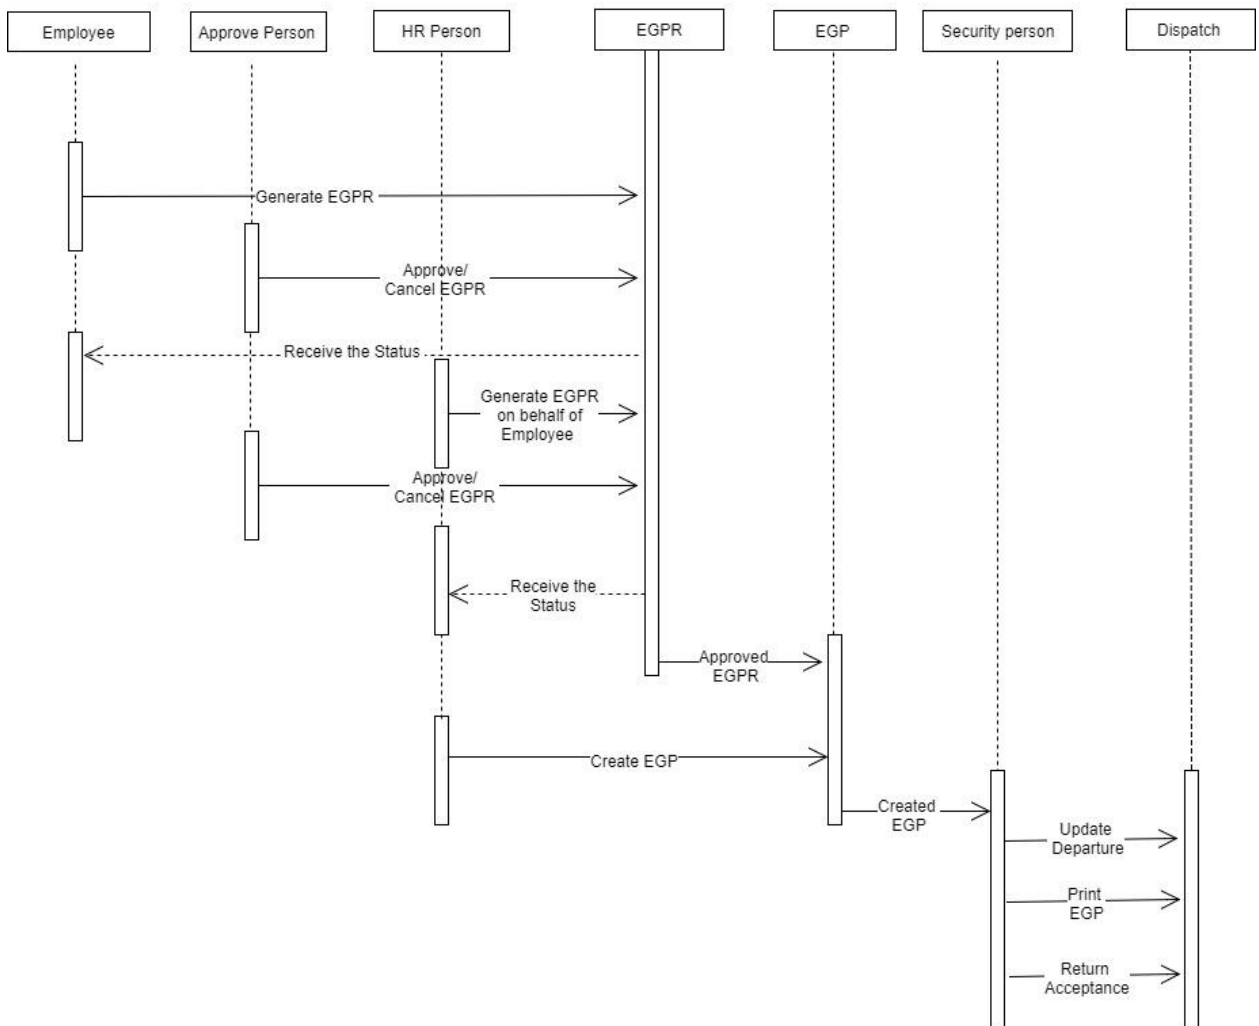 Employee
Approve Person
HR Person
EGPR
EGP
Security person
Dispatch
Generate EGPR
Approve/
Cancel EGPR
Receive the Status
Generate EGPR
on behalf of
Employee
Approve/
Cancel EGPR
Receive the
Status
Approved
EGPR
Create EGP
Created
EGP
Update
Departure
Print
EGP
Return
Acceptance